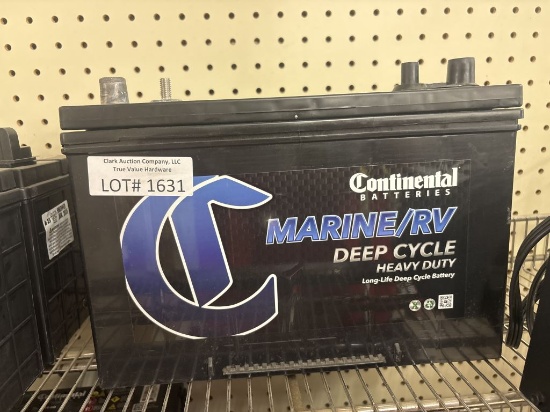 Clark Auction Company, LLC
True Value Hardware
LOT# 1631
Continental
BATTERIES
MARINE/RV
DEEP CYCLE
HEAVY DUTY
Long-Life Deep Cycle Battery
Continental